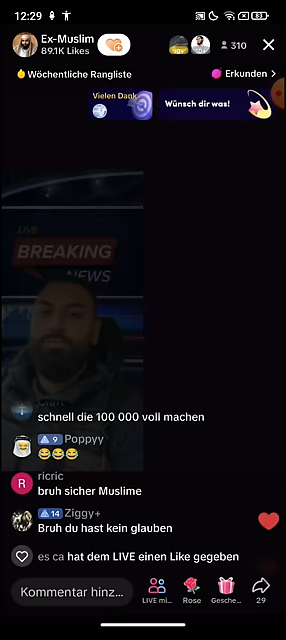 12:29
83
Ex-Muslim
89.1K Likes
310
Wöchentliche Rangliste
Erkunden >
Vielen Dank
Wünsch dir was!
LIVE
BREAKING
NEWS
schnell die 100 000 voll machen
9 Poppyy
😂😂😂
R
ricric
bruh sicher Muslime
14 Ziggy+
Bruh du hast kein glauben
es ca hat dem LIVE einen Like gegeben
Kommentar hinz...
LIVE mi...
Rose
Gesche...
29